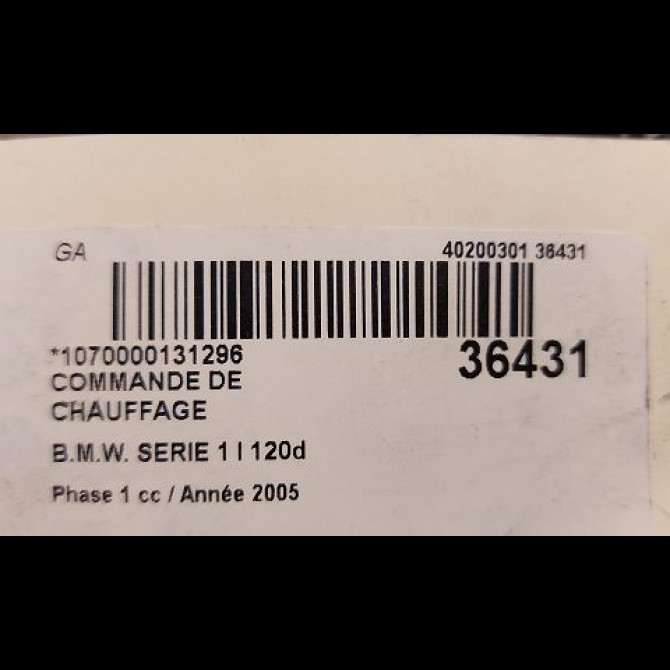 GA 40200301 36431
*1070000131296 36431
COMMANDE DE
CHAUFFAGE
B.M.W. SERIE 1 I 120d
Phase 1 cc / Année 2005